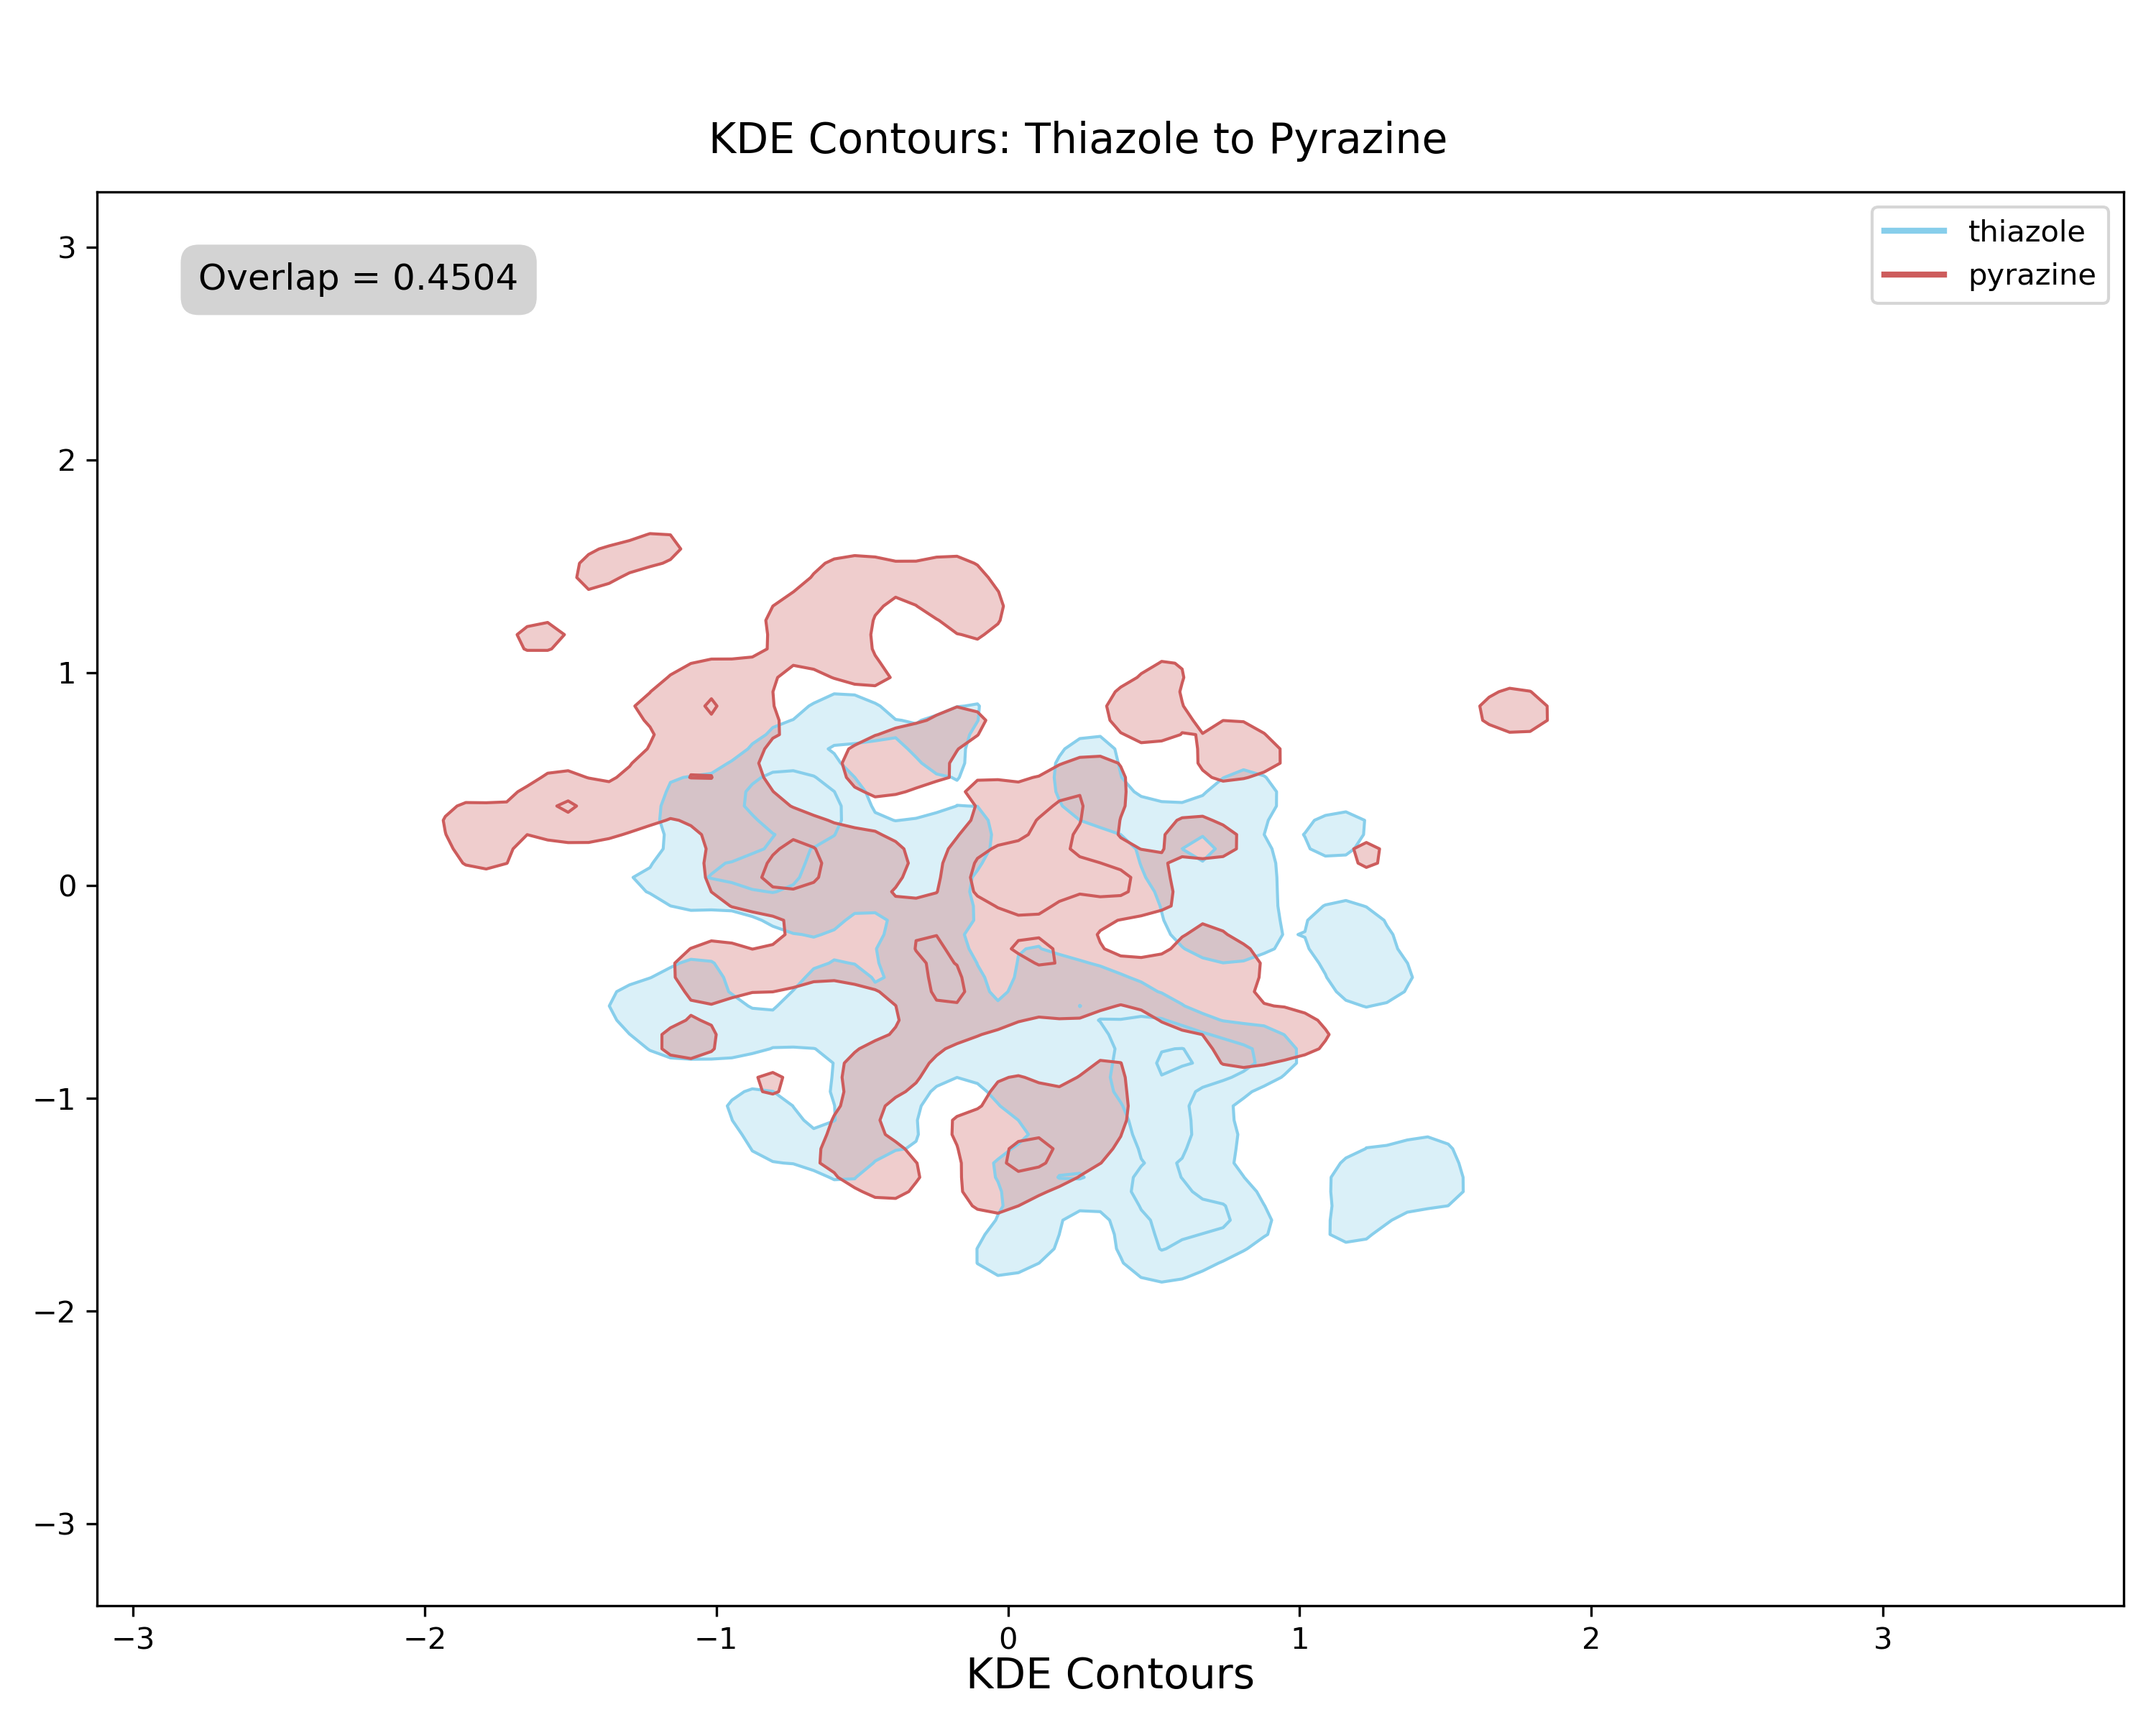 KDE Contours: Thiazole to Pyrazine
Overlap = 0.4504
thiazole
pyrazine
3
2
1
0
−1
−2
−3
−3 −2 −1 0 1 2 3
KDE Contours